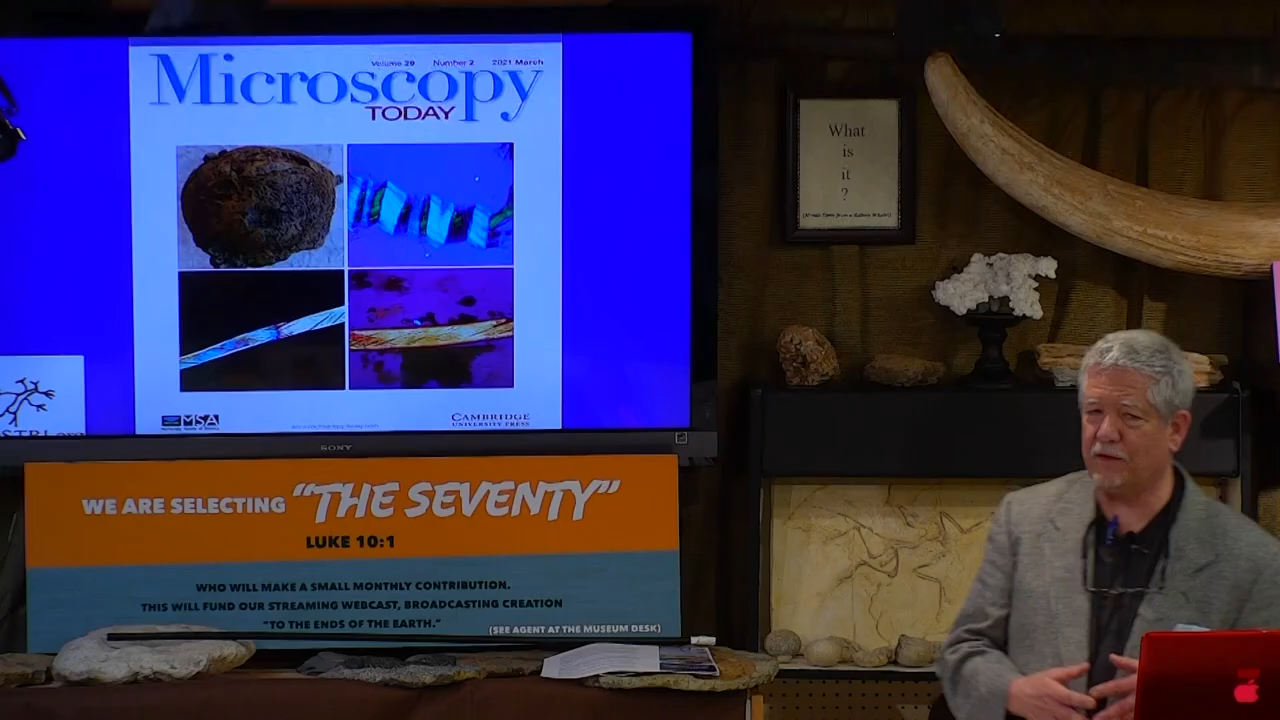 Volume 29 Number 2 2021 March
Microscopy
TODAY
MSA
CAMBRIDGE
UNIVERSITY PRESS
SONY
What
is
it
?
WE ARE SELECTING "THE SEVENTY"
LUKE 10:1
WHO WILL MAKE A SMALL MONTHLY CONTRIBUTION.
THIS WILL FUND OUR STREAMING WEBCAST, BROADCASTING CREATION
"TO THE ENDS OF THE EARTH."
(SEE AGENT AT THE MUSEUM DESK)